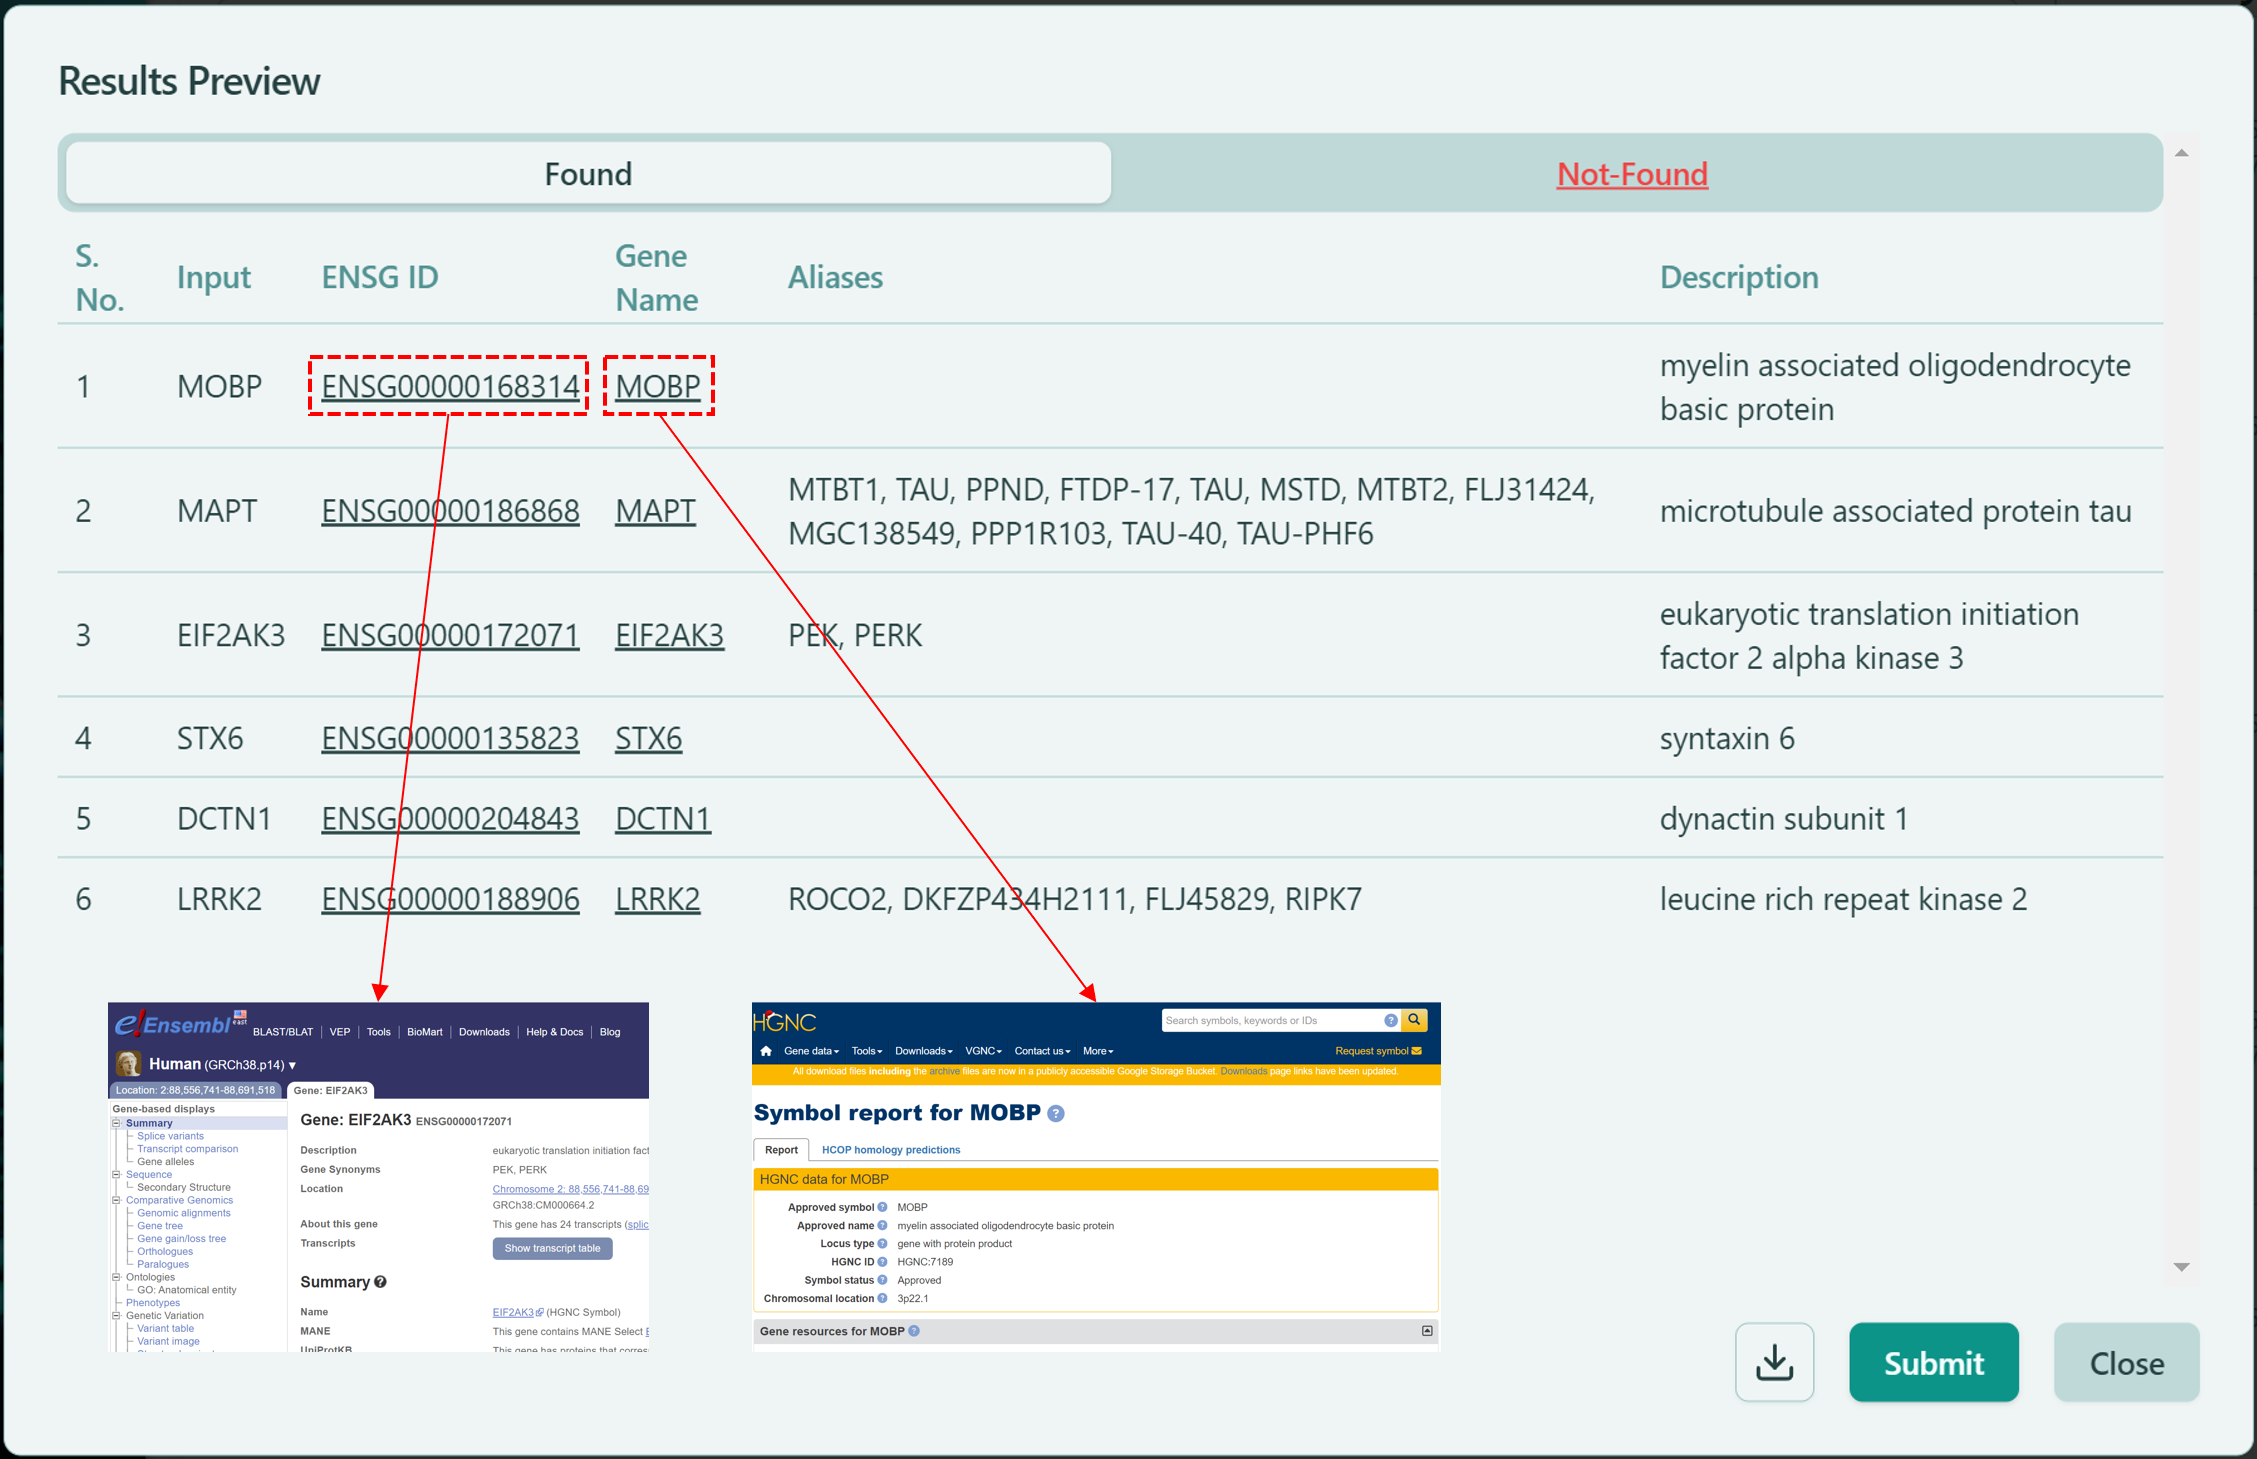 Results Preview
Found
Not-Found
S. No.
Input
ENSG ID
Gene Name
Aliases
Description
1 MOBP ENSG00000168314 MOBP myelin associated oligodendrocyte basic protein
2 MAPT ENSG00000186868 MAPT MTBT1, TAU, PPND, FTDP-17, TAU, MSTD, MTBT2, FLJ31424, MGC138549, PPP1R103, TAU-40, TAU-PHF6 microtubule associated protein tau
3 EIF2AK3 ENSG00000172071 EIF2AK3 PEK, PERK eukaryotic translation initiation factor 2 alpha kinase 3
4 STX6 ENSG00000135823 STX6 syntaxin 6
5 DCTN1 ENSG00000204843 DCTN1 dynactin subunit 1
6 LRRK2 ENSG00000188906 LRRK2 ROCO2, DKFZP434H2111, FLJ45829, RIPK7 leucine rich repeat kinase 2
e!Ensembl east BLAST/BLAT | VEP | Tools | BioMart | Downloads | Help & Docs | Blog
Human (GRCh38.p14) ▼
Location: 2:88,556,741-88,691,518
Gene: EIF2AK3
Gene-based displays
Summary
Splice variants
Transcript comparison
Gene alleles
Sequence
Secondary Structure
Comparative Genomics
Genomic alignments
Gene tree
Gene gain/loss tree
Orthologues
Paralogues
Ontologies
GO: Anatomical entity
Phenotypes
Genetic Variation
Variant table
Variant image
Gene: EIF2AK3 ENSG00000172071
Description eukaryotic translation initiation fac
Gene Synonyms PEK, PERK
Location Chromosome 2: 88,556,741-88,69
GRCh38:CM000664.2
About this gene This gene has 24 transcripts (splic
Transcripts Show transcript table
Summary
Name EIF2AK3 (HGNC Symbol)
MANE This gene contains MANE Select
UniProtKB This gene has proteins that corres
HGNC
Search symbols, keywords or IDs
Gene data Tools Downloads VGNC Contact us More Request symbol
All download files including the archive files are now in a publicly accessible Google Storage Bucket. Downloads page links have been updated.
Symbol report for MOBP
Report
HCOP homology predictions
HGNC data for MOBP
Approved symbol MOBP
Approved name myelin associated oligodendrocyte basic protein
Locus type gene with protein product
HGNC ID HGNC:7189
Symbol status Approved
Chromosomal location 3p22.1
Gene resources for MOBP
Submit
Close